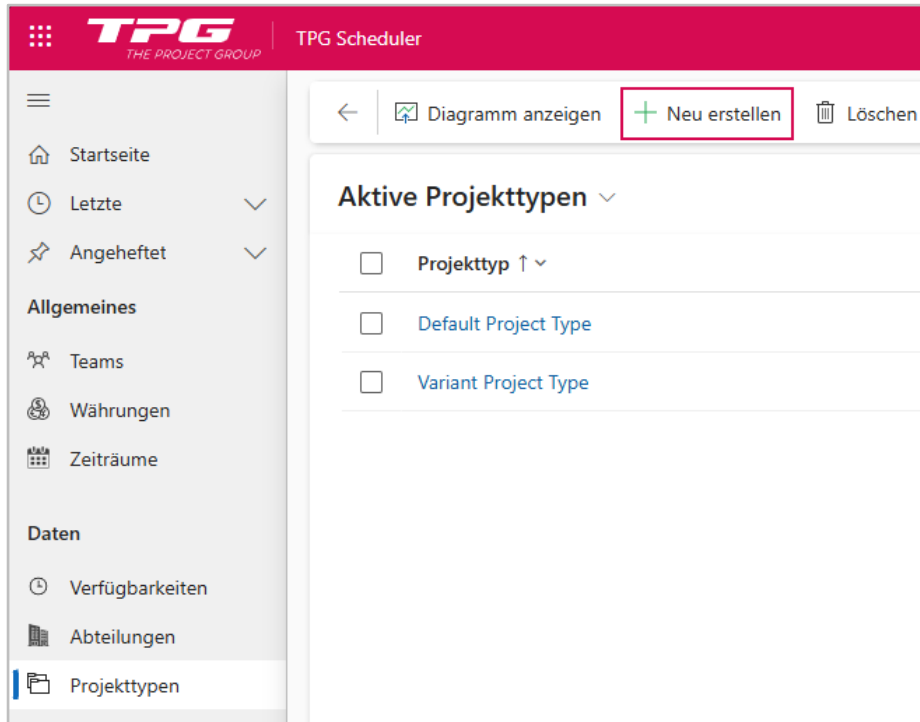 TPG
THE PROJECT GROUP
TPG Scheduler
Startseite
Letzte
Angeheftet
Allgemeines
Teams
Währungen
Zeiträume
Daten
Verfügbarkeiten
Abteilungen
Projekttypen
Diagramm anzeigen
Neu erstellen
Löschen
Aktive Projekttypen
Projekttyp
Default Project Type
Variant Project Type